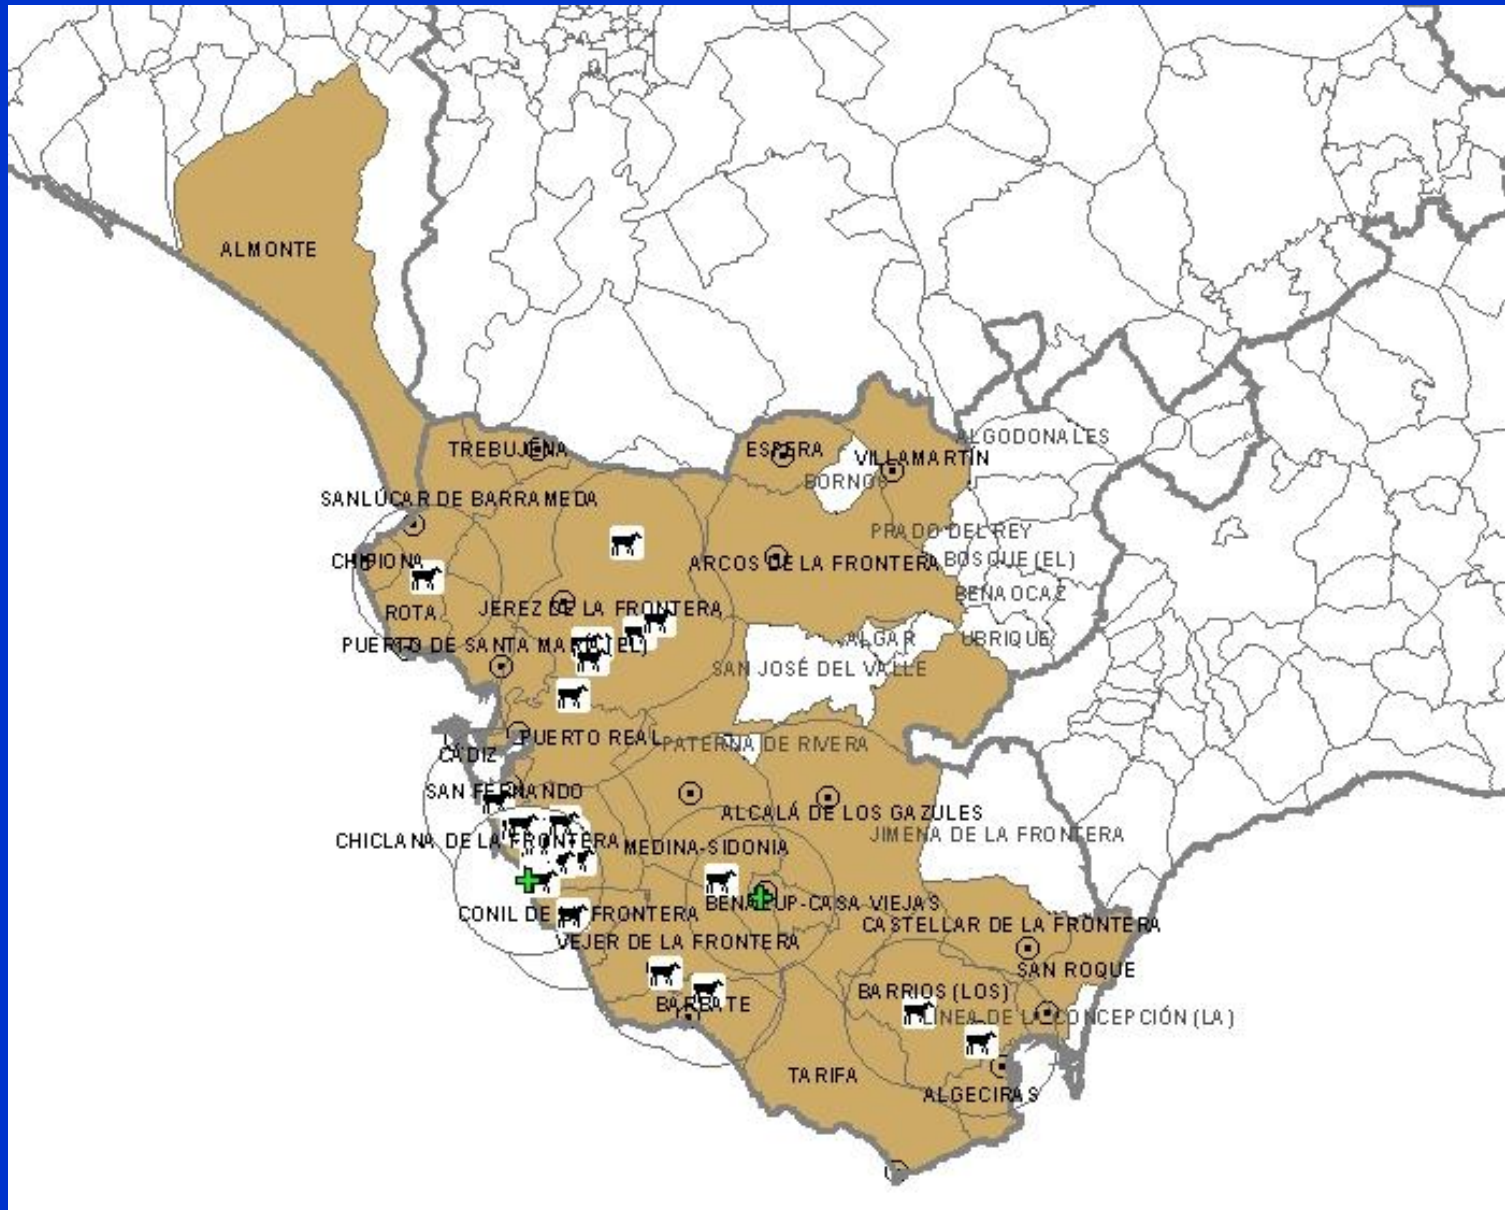 ALMONTE
ALGODONALES
TREBUJENA
ESPERA
VILLAMARTÍN
BORNOS
SANLÚCAR DE BARRAMEDA
PRADO DEL REY
CHIPIONA
ARCOS DE LA FRONTERA
BOSQUE (EL)
BENAOCAZ
ROTA
JEREZ DE LA FRONTERA
PUERTO DE SANTA MARÍA (EL)
ALGAR
UBRIQUE
SAN JOSÉ DEL VALLE
PUERTO REAL
PATERNA DE RIVERA
CÁDIZ
SAN FERNANDO
ALCALÁ DE LOS GAZULES
JIMENA DE LA FRONTERA
CHICLANA DE LA FRONTERA
MEDINA-SIDONIA
BENALUP-CASA VIEJAS
CONIL DE LA FRONTERA
CASTELLAR DE LA FRONTERA
VEJER DE LA FRONTERA
SAN ROQUE
BARRIOS (LOS)
BARBATE
LÍNEA DE LA CONCEPCIÓN (LA)
TARIFA
ALGECIRAS